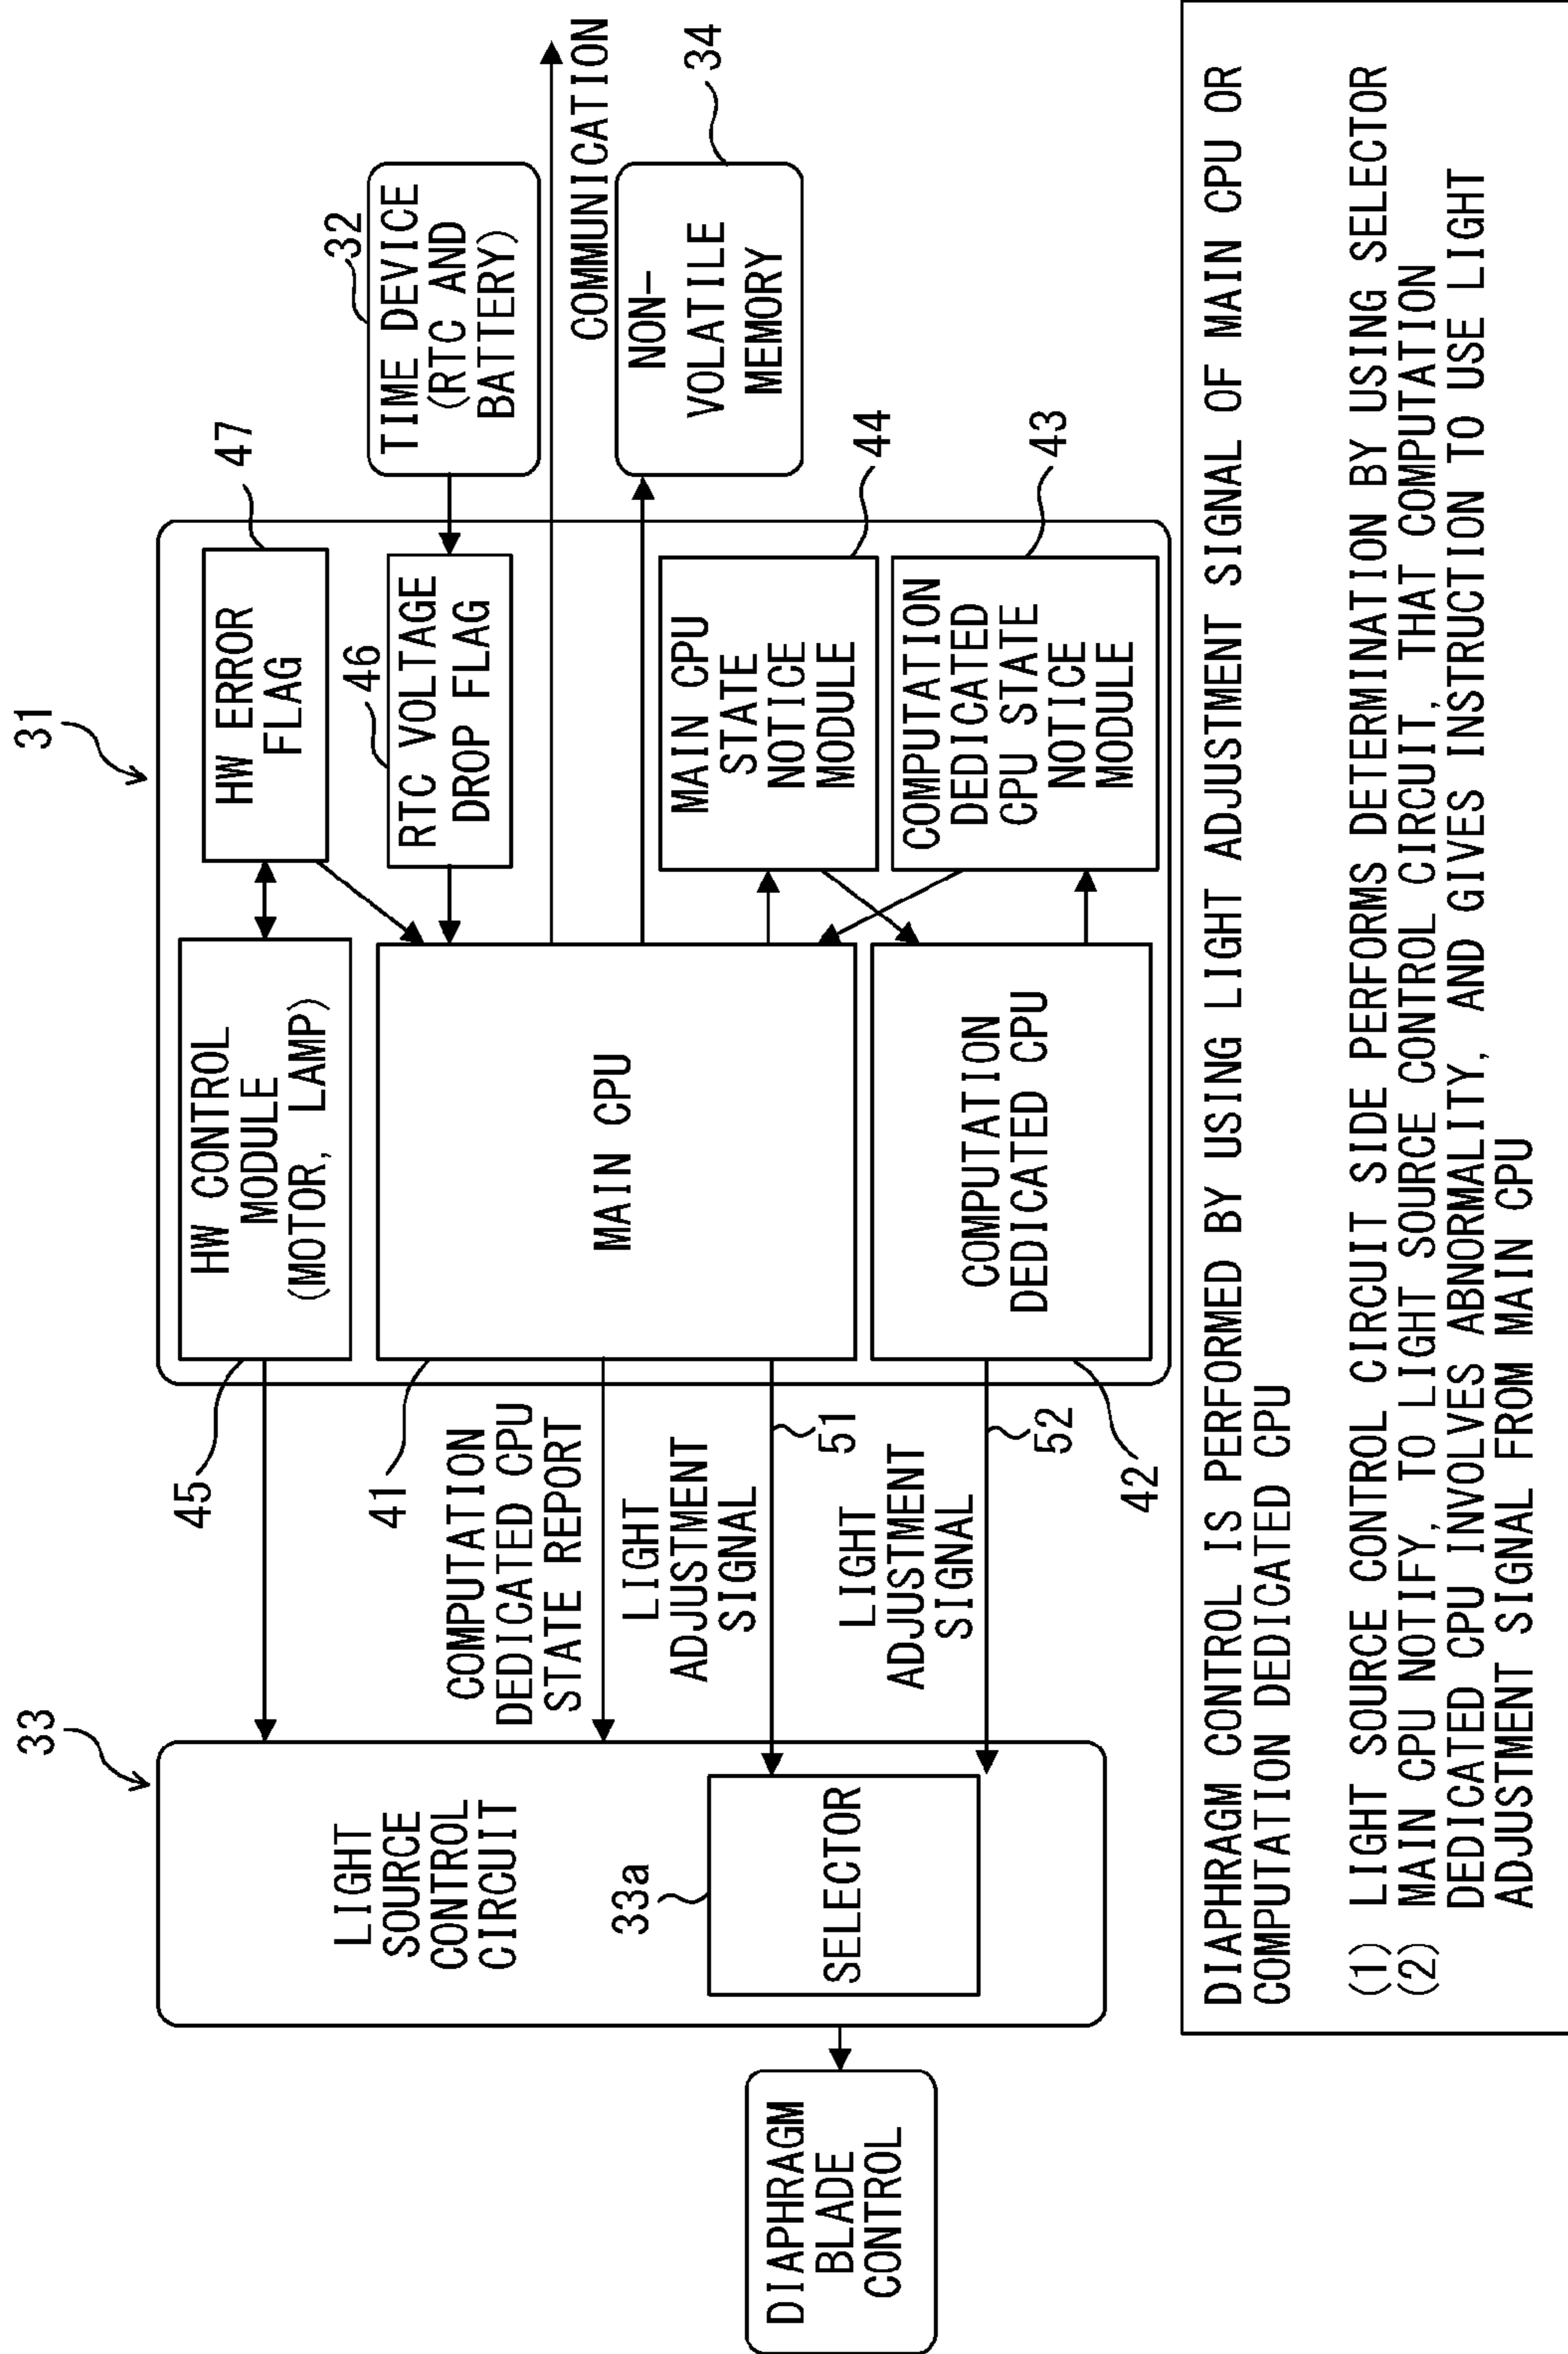 31
33
47
HW ERROR
FLAG
HW CONTROL
MODULE
(MOTOR, LAMP)
45
32
TIME DEVICE
(RTC AND
BATTERY)
46
RTC VOLTAGE
DROP FLAG
COMMUNICATION
34
NON-
VOLATILE
MEMORY
MAIN CPU
41
44
MAIN CPU
STATE
NOTICE
MODULE
43
COMPUTATION
DEDICATED
CPU STATE
NOTICE
MODULE
COMPUTATION
DEDICATED CPU
42
COMPUTATION
DEDICATED CPU
STATE REPORT
LIGHT
ADJUSTMENT
SIGNAL
51
LIGHT
ADJUSTMENT
SIGNAL
52
LIGHT
SOURCE
CONTROL
CIRCUIT
33a
SELECTOR
DIAPHRAGM
BLADE
CONTROL
DIAPHRAGM CONTROL IS PERFORMED BY USING LIGHT ADJUSTMENT SIGNAL OF MAIN CPU OR
COMPUTATION DEDICATED CPU
(1) LIGHT SOURCE CONTROL CIRCUIT SIDE PERFORMS DETERMINATION BY USING SELECTOR
(2) MAIN CPU NOTIFY, TO LIGHT SOURCE CONTROL CIRCUIT, THAT COMPUTATION
DEDICATED CPU INVOLVES ABNORMALITY, AND GIVES INSTRUCTION TO USE LIGHT
ADJUSTMENT SIGNAL FROM MAIN CPU